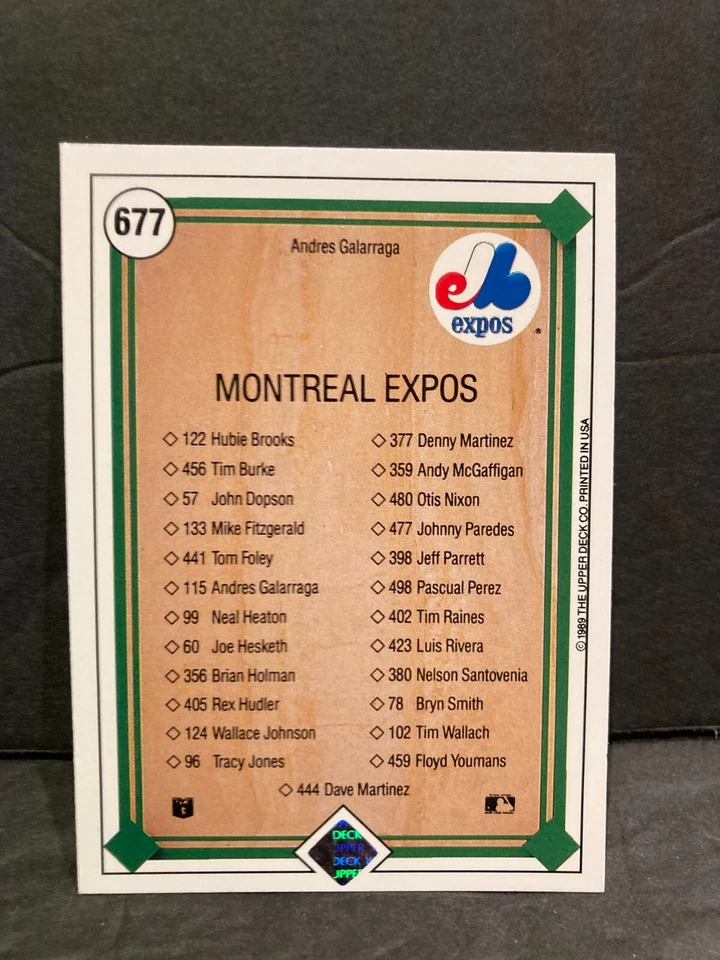 677
Andres Galarraga
expos
MONTREAL EXPOS
122 Hubie Brooks
456 Tim Burke
57 John Dopson
133 Mike Fitzgerald
441 Tom Foley
115 Andres Galarraga
99 Neal Heaton
60 Joe Hesketh
356 Brian Holman
405 Rex Hudler
124 Wallace Johnson
96 Tracy Jones
377 Denny Martinez
359 Andy McGaffigan
480 Otis Nixon
477 Johnny Paredes
398 Jeff Parrett
498 Pascual Perez
402 Tim Raines
423 Luis Rivera
380 Nelson Santovenia
78 Bryn Smith
102 Tim Wallach
459 Floyd Youmans
444 Dave Martinez
© 1989 THE UPPER DECK CO. PRINTED IN USA
DECK
UPPER
DECK
UPPER